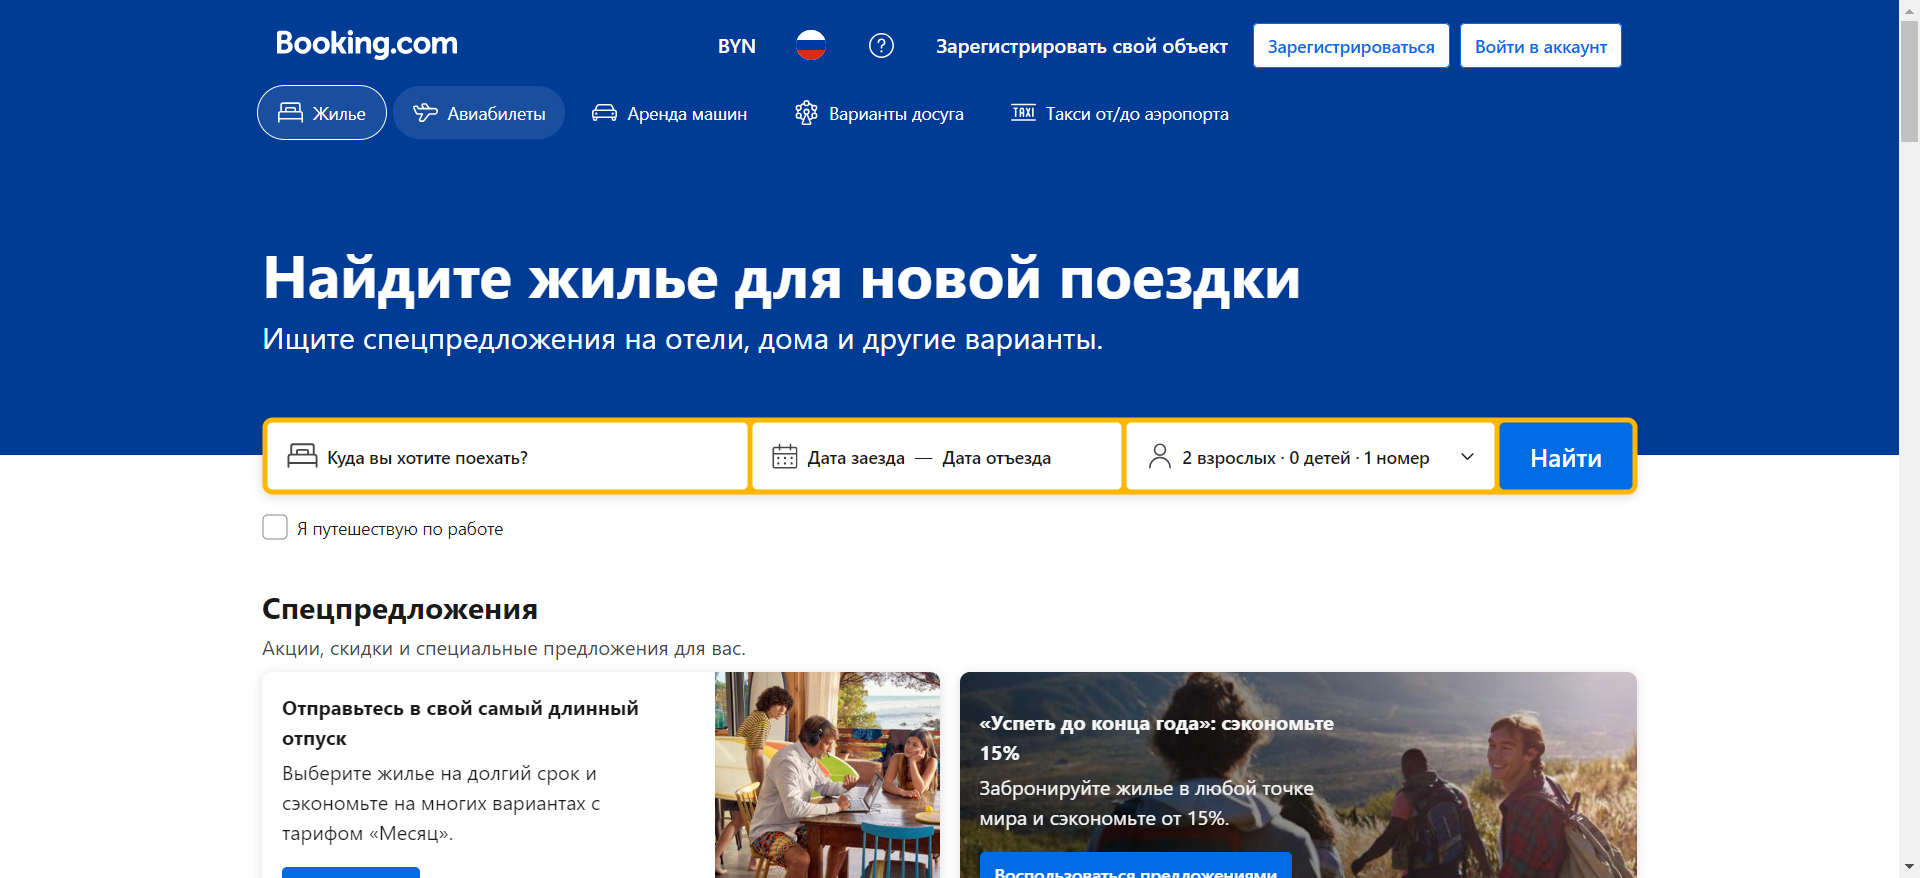 Booking.com
BYN
?
Зарегистрировать свой объект
Зарегистрироваться
Войти в аккаунт
Жилье
Авиабилеты
Аренда машин
Варианты досуга
TAXI
Такси от/до аэропорта
Найдите жилье для новой поездки
Ищите спецпредложения на отели, дома и другие варианты.
Куда вы хотите поехать?
Дата заезда — Дата отъезда
2 взрослых · 0 детей · 1 номер
Найти
Я путешествую по работе
Спецпредложения
Акции, скидки и специальные предложения для вас.
Отправьтесь в свой самый длинный
отпуск
Выберите жилье на долгий срок и
сэкономьте на многих вариантах с
тарифом «Месяц».
«Успеть до конца года»: сэкономьте
15%
Забронируйте жилье в любой точке
мира и сэкономьте от 15%.
Воспользоваться предложениями